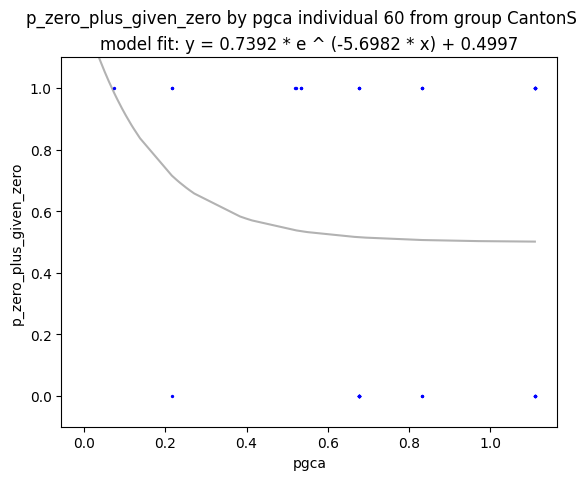 p_zero_plus_given_zero by pgca individual 60 from group CantonS
model fit: y = 0.7392 * e ^ (-5.6982 * x) + 0.4997
1.0
0.8
0.6
0.4
0.2
0.0
p_zero_plus_given_zero
0.0 0.2 0.4 0.6 0.8 1.0
pgca